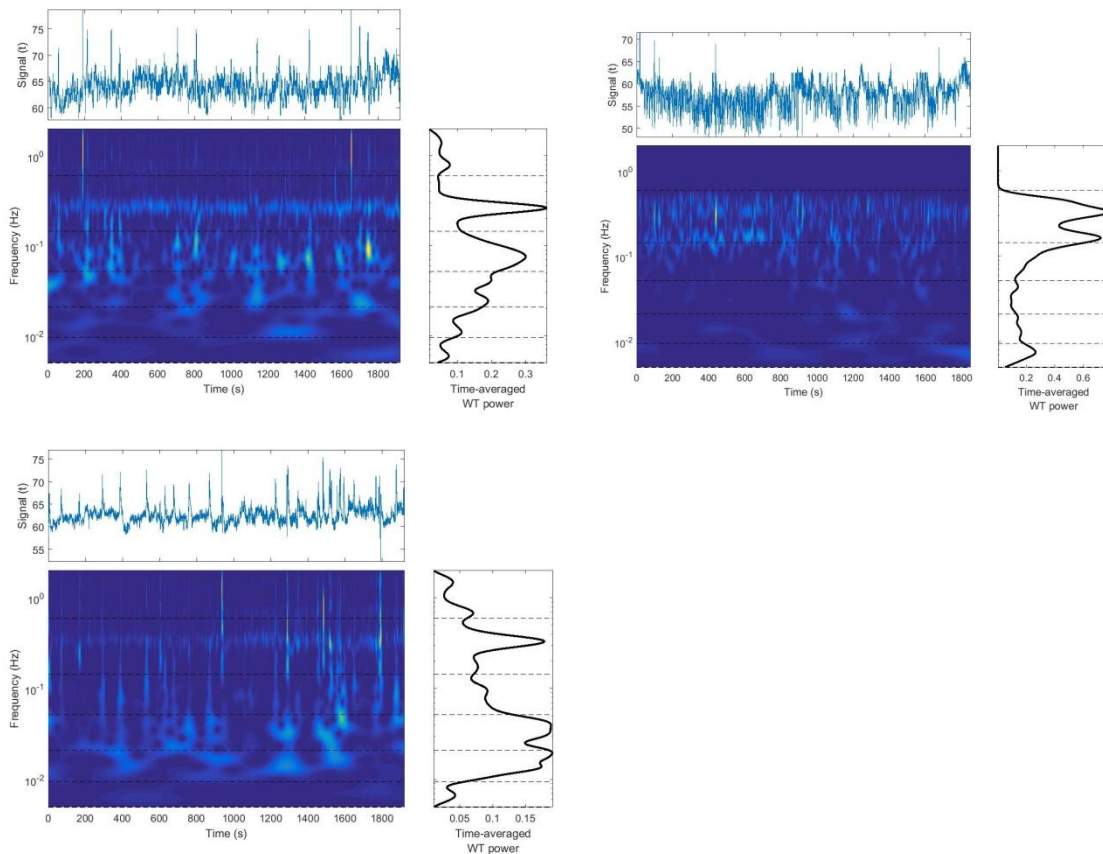 Signal (t)
75
70
65
60
Frequency (Hz)
10^0
10^-1
10^-2
0 200 400 600 800 1000 1200 1400 1600 1800
Time (s)
0.1 0.2 0.3
Time-averaged
WT power
Signal (t)
70
65
60
55
50
Frequency (Hz)
10^0
10^-1
10^-2
0 200 400 600 800 1000 1200 1400 1600 1800
Time (s)
0.2 0.4 0.6
Time-averaged
WT power
Signal (t)
75
70
65
60
55
Frequency (Hz)
10^0
10^-1
10^-2
0 200 400 600 800 1000 1200 1400 1600 1800
Time (s)
0.05 0.1 0.15
Time-averaged
WT power